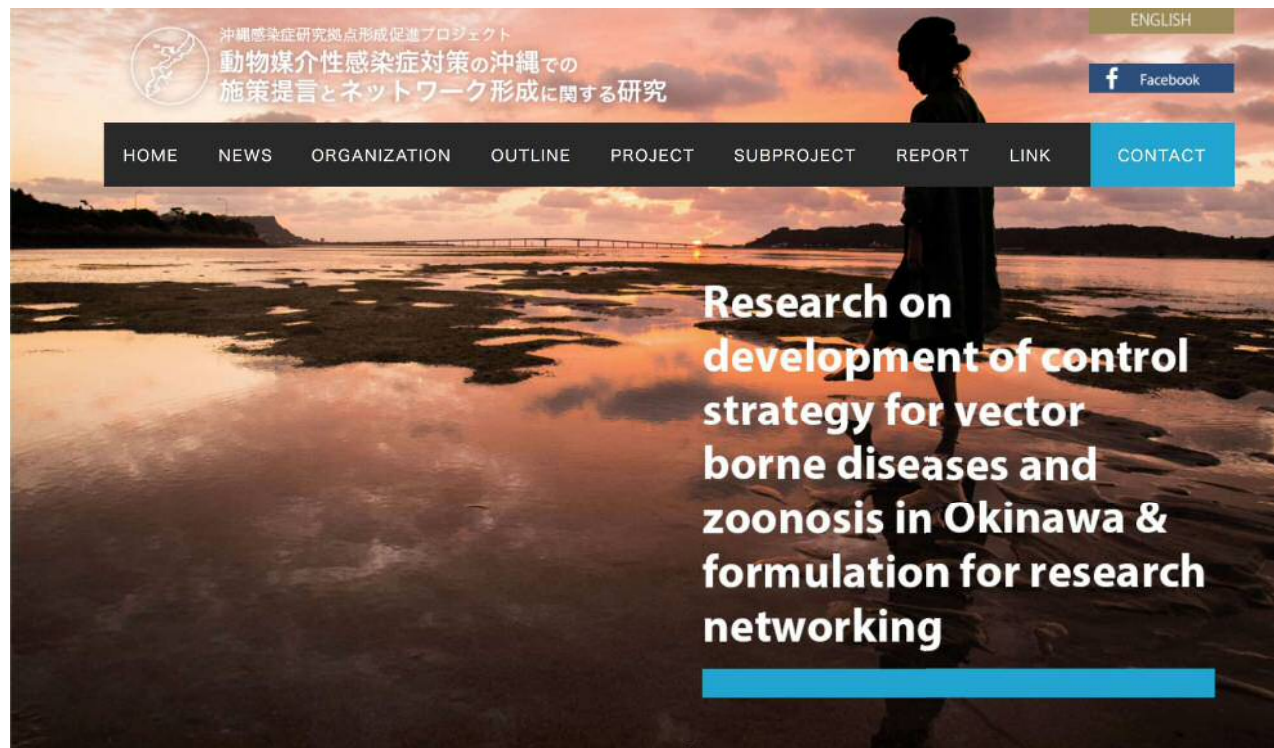 沖縄感染症研究拠点形成促進プロジェクト
動物媒介性感染症対策の沖縄での
施策提言とネットワーク形成に関する研究
ENGLISH
Facebook
HOME NEWS ORGANIZATION OUTLINE PROJECT SUBPROJECT REPORT LINK CONTACT
Research on
development of control
strategy for vector
borne diseases and
zoonosis in Okinawa &
formulation for research
networking